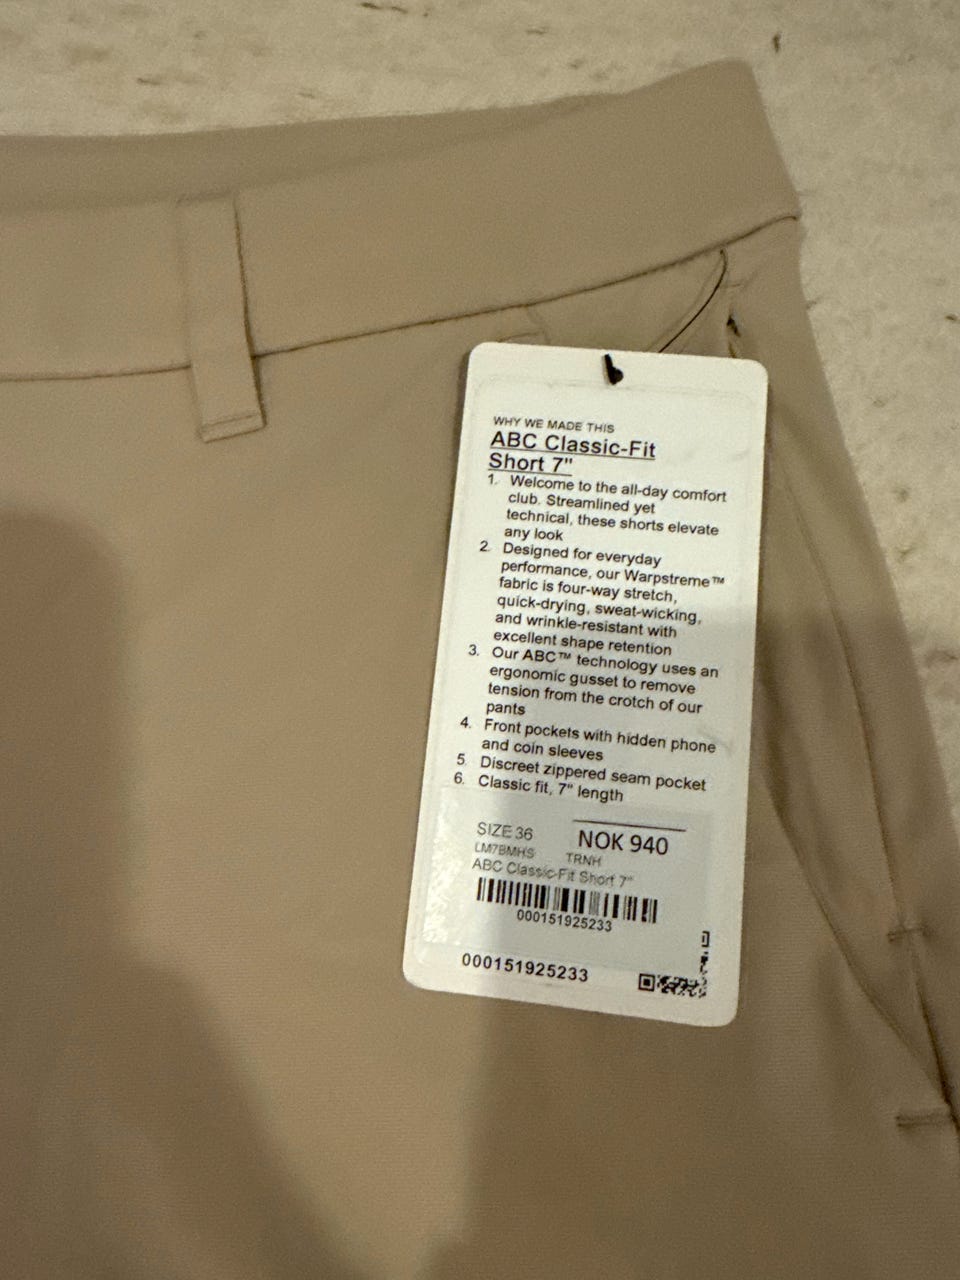 WHY WE MADE THIS
ABC Classic-Fit
Short 7"
1. Welcome to the all-day comfort
club. Streamlined yet
technical, these shorts elevate
any look
2. Designed for everyday
performance, our Warpstreme™
fabric is four-way stretch,
quick-drying, sweat-wicking,
and wrinkle-resistant with
excellent shape retention
3. Our ABC™ technology uses an
ergonomic gusset to remove
tension from the crotch of our
pants
4. Front pockets with hidden phone
and coin sleeves
5. Discreet zippered seam pocket
6. Classic fit, 7" length
SIZE 36 NOK 940
LM7BMHS TRNH
ABC Classic-Fit Short 7"
000151925233
000151925233